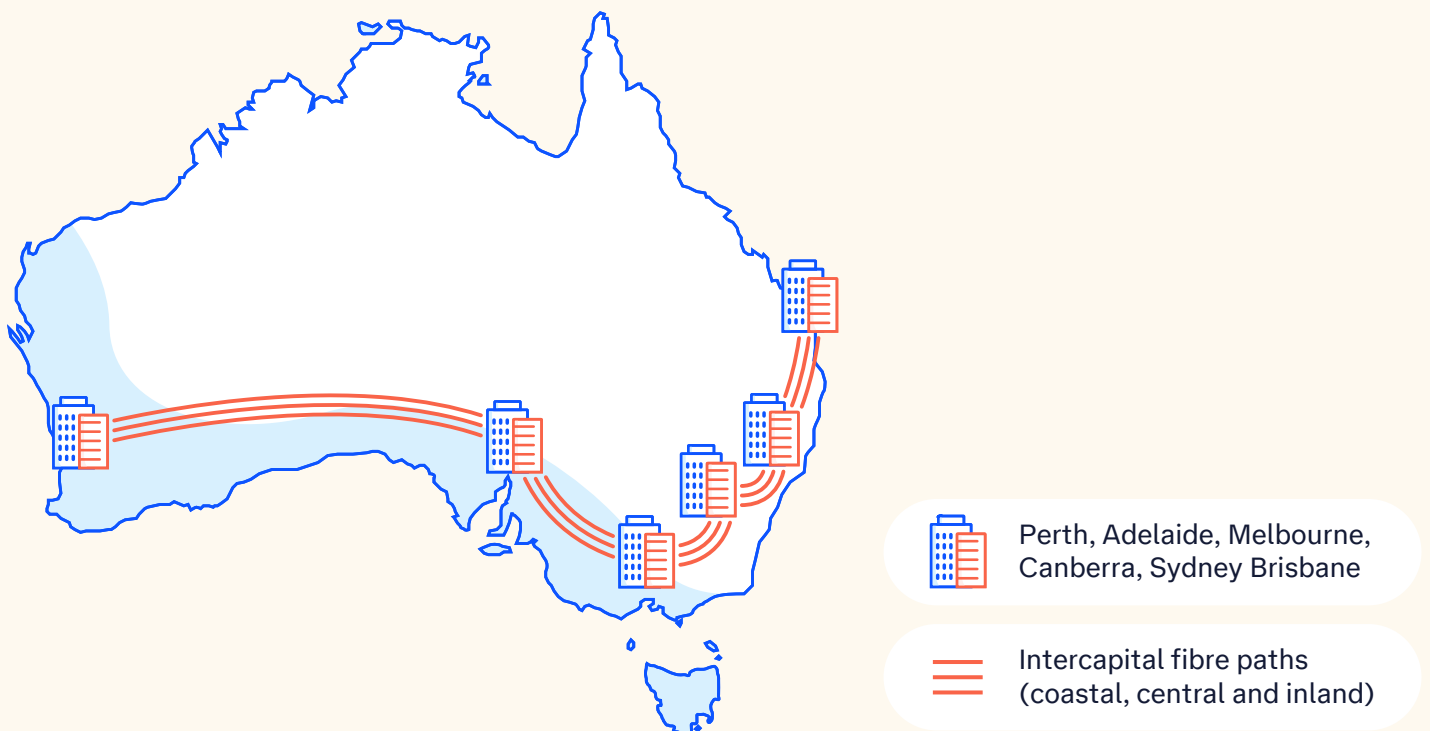 Perth, Adelaide, Melbourne,
Canberra, Sydney Brisbane
Intercapital fibre paths
(coastal, central and inland)